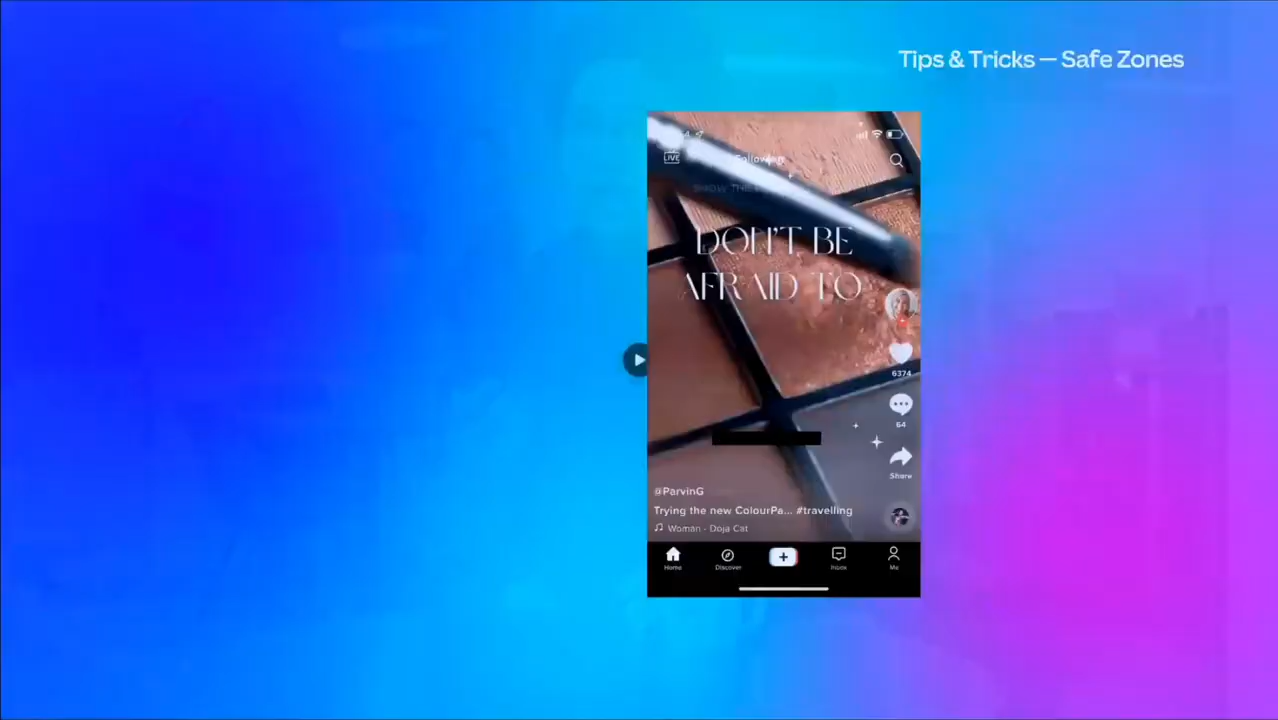 Tips & Tricks — Safe Zones
LIVE
Following
DON'T BE
AFRAID TO
6374
64
Share
@ParvinG
Trying the new ColourPa... #travelling
Woman - Doja Cat
Home
Discover
Inbox
Me